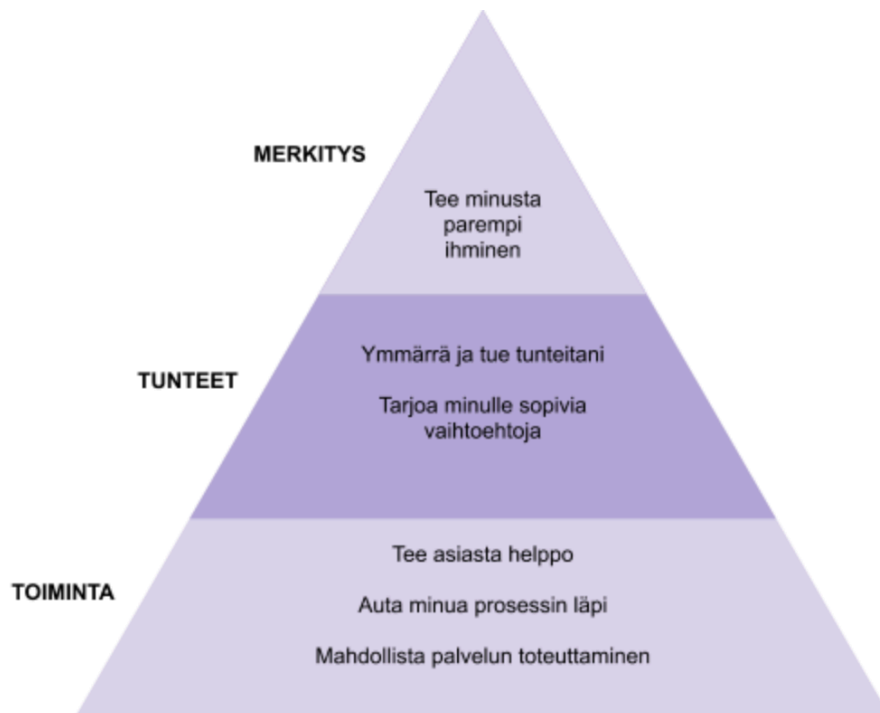 MERKITYS
Tee minusta
parempi
ihminen
TUNTEET
Ymmärrä ja tue tunteitani
Tarjoa minulle sopivia
vaihtoehtoja
TOIMINTA
Tee asiasta helppo
Auta minua prosessin läpi
Mahdollista palvelun toteuttaminen